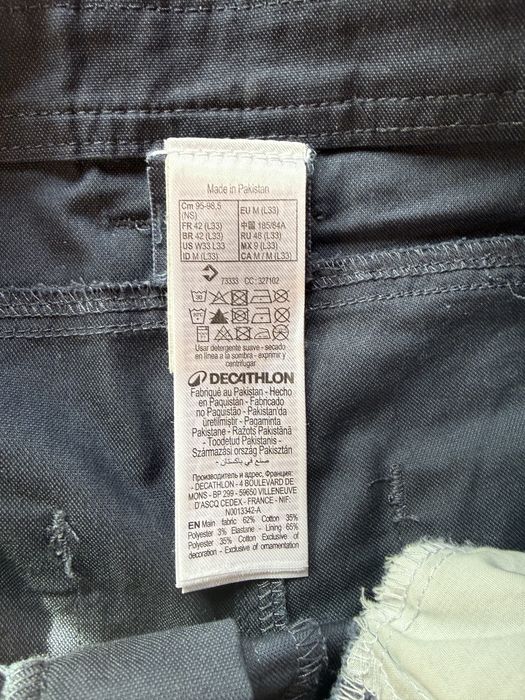 Made in Pakistan
Cm 95-98,5 (NS) EU M (L33)
FR 42 (L33) 中国 185/84A
BR 42 (L33) RU 48 (L33)
US W33 L33 MX 9 (L33)
ID M (L33) CA M / M (L33)
73333 CC : 327102
Usar detergente suave - secado
en línea a la sombra - exprimir y
centrifugar
DECATHLON
Fabriqué au Pakistan - Hecho
en Paquistán - Fabricado
no Paquistão - Pakistan'da
üretilmiştir - Pagaminta
Pakistane - Ražots Pakistānā
- Toodetud Pakistanis -
Származási ország Pakisztán
- صنع في باكستان
Производитель и адрес, Франция:
- DECATHLON - 4 BOULEVARD DE
MONS - BP 299 - 59650 VILLENEUVE
D'ASCQ CEDEX - FRANCE - NIF:
N0013342-A
EN Main fabric 62% Cotton 35%
Polyester 3% Elastane - Lining 65%
Polyester 35% Cotton Exclusive of
decoration - Exclusive of ornamentation